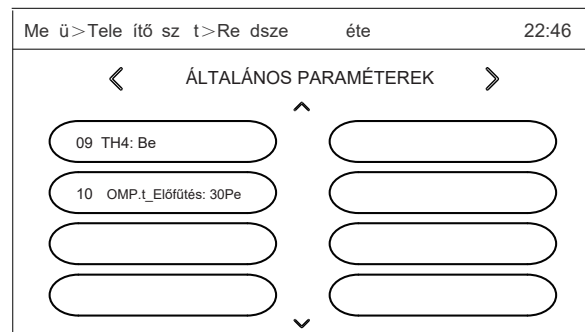 Me ü>Tele ítő sz t>Re dsze éte 22:46
ÁLTALÁNOS PARAMÉTEREK
09 TH4: Be
10 OMP.t_Előfűtés: 30Pe